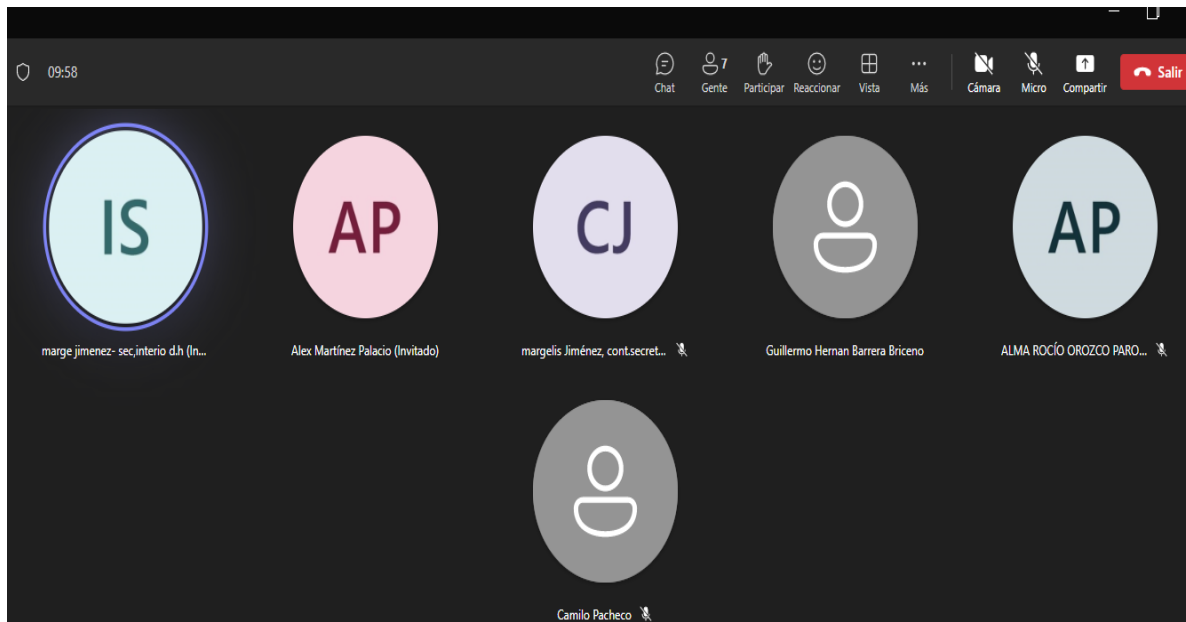 09:58
7
Chat Gente Participar Reaccionar Vista Más Cámara Micro Compartir Salir
IS AP CJ AP
marge jimenez- sec,interio d.h (In... Alex Martínez Palacio (Invitado) margelis Jiménez, cont.secret... Guillermo Hernan Barrera Briceno ALMA ROCÍO OROZCO PARO...
Camilo Pacheco